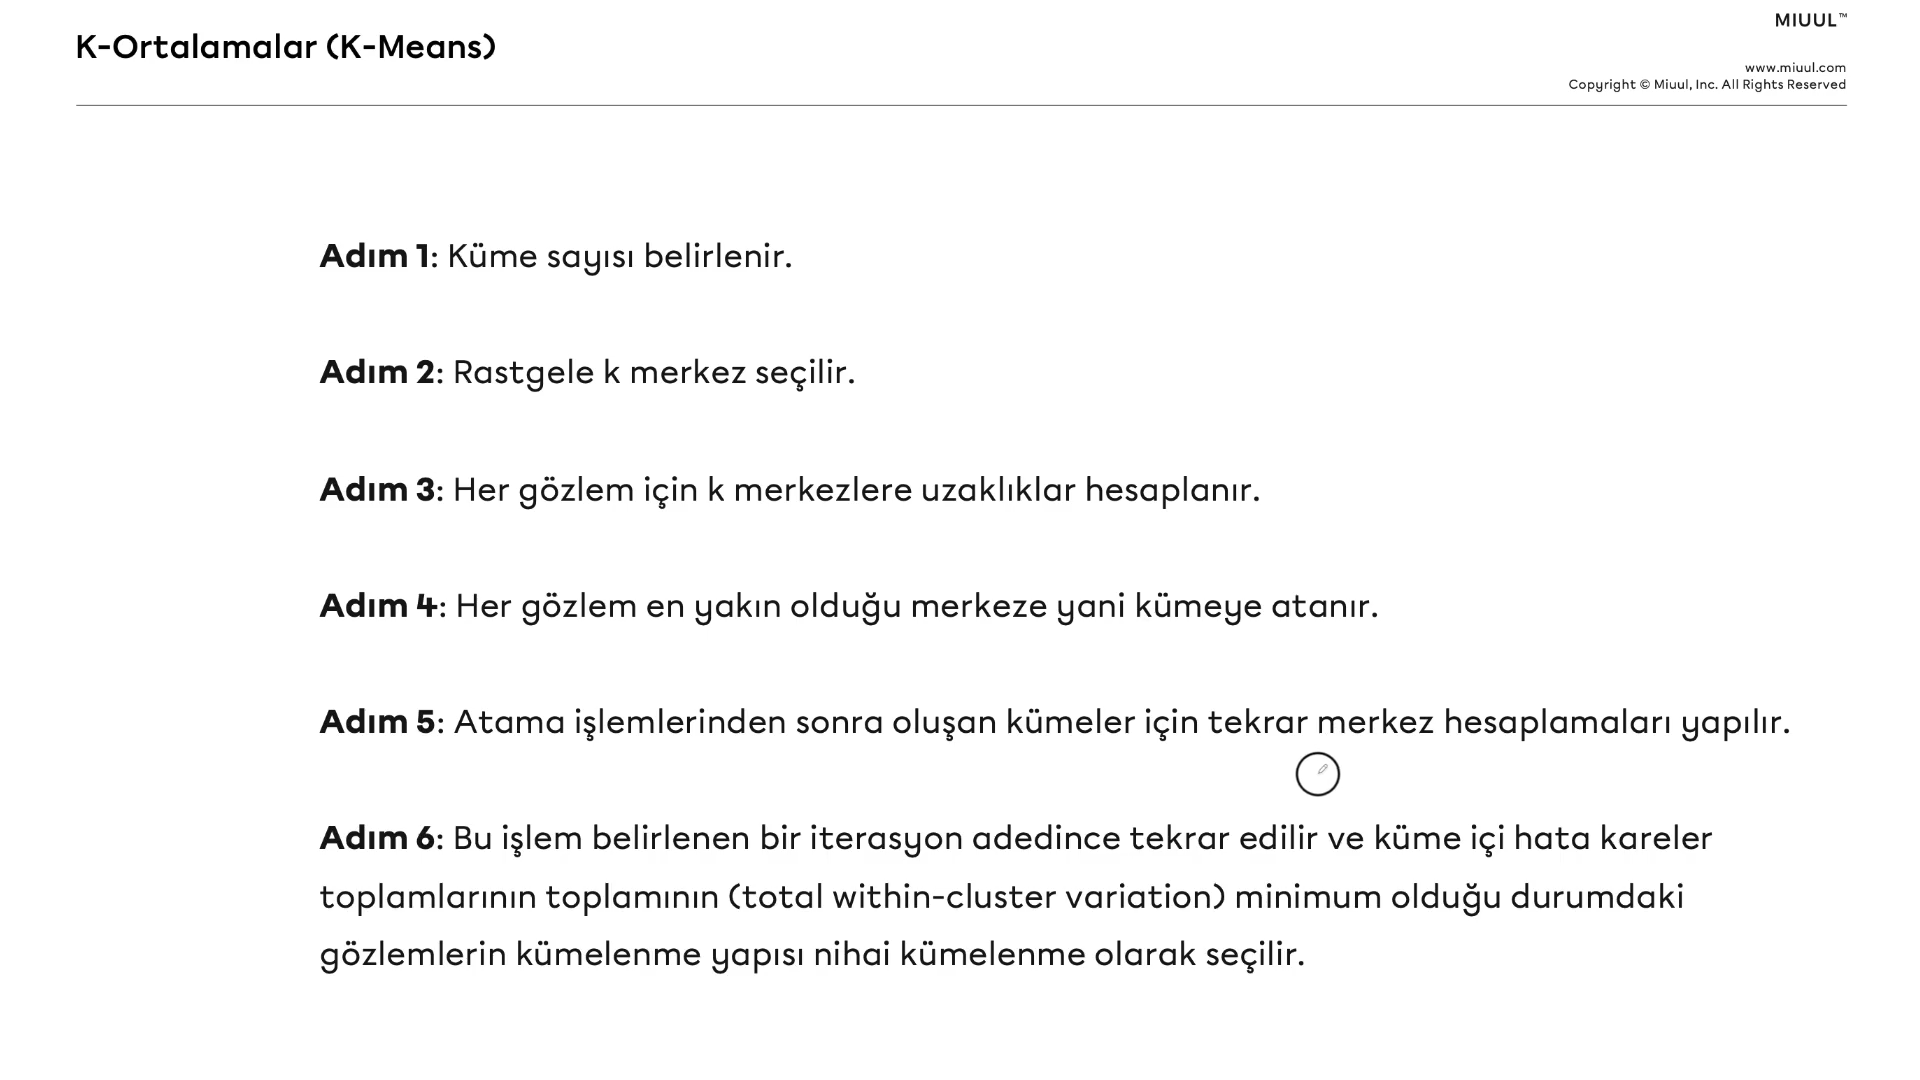 MIUUL™
K-Ortalamalar (K-Means)
www.miuul.com
Copyright © Miuul, Inc. All Rights Reserved
Adım 1: Küme sayısı belirlenir.
Adım 2: Rastgele k merkez seçilir.
Adım 3: Her gözlem için k merkezlere uzaklıklar hesaplanır.
Adım 4: Her gözlem en yakın olduğu merkeze yani kümeye atanır.
Adım 5: Atama işlemlerinden sonra oluşan kümeler için tekrar merkez hesaplamaları yapılır.
Adım 6: Bu işlem belirlenen bir iterasyon adedince tekrar edilir ve küme içi hata kareler
toplamlarının toplamının (total within-cluster variation) minimum olduğu durumdaki
gözlemlerin kümelenme yapısı nihai kümelenme olarak seçilir.